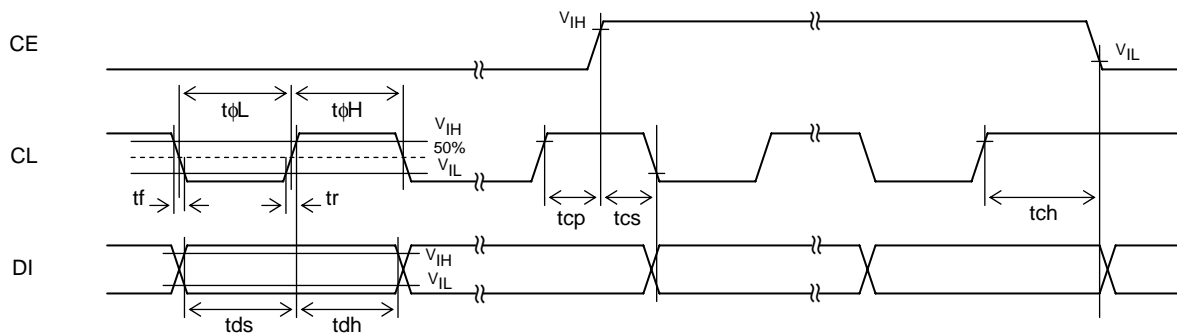 CE
V_IH
V_IL
tϕL
tϕH
CL
V_IH
50%
V_IL
tf
tr
tcp
tcs
tch
DI
V_IH
V_IL
tds
tdh